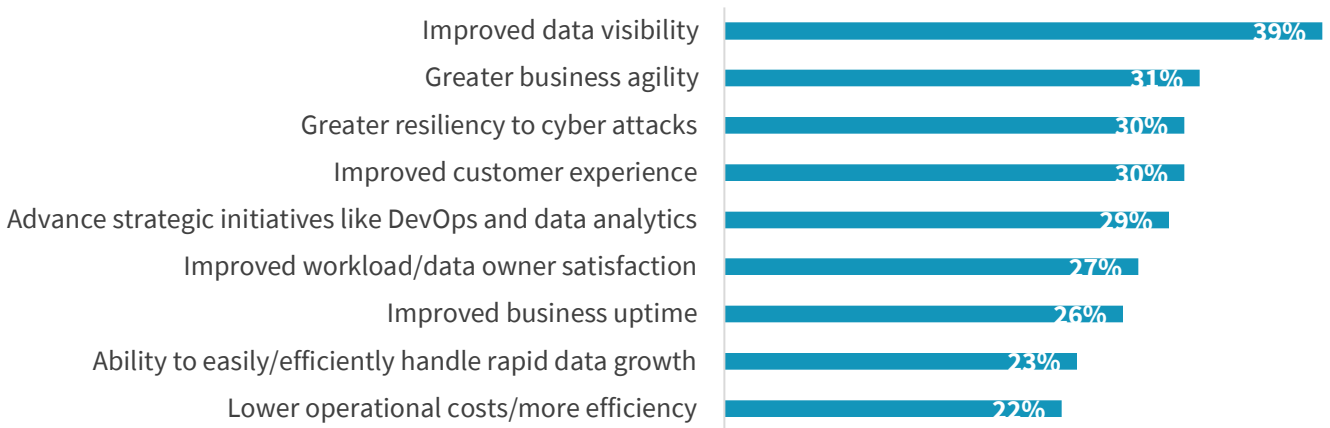 Improved data visibility 39%
Greater business agility 31%
Greater resiliency to cyber attacks 30%
Improved customer experience 30%
Advance strategic initiatives like DevOps and data analytics 29%
Improved workload/data owner satisfaction 27%
Improved business uptime 26%
Ability to easily/efficiently handle rapid data growth 23%
Lower operational costs/more efficiency 22%